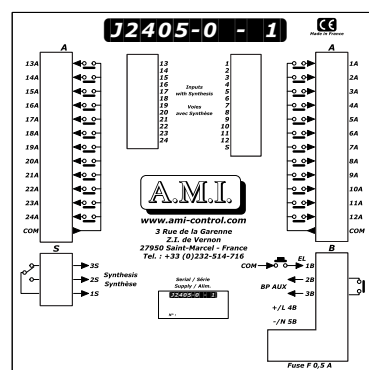 J2405-0 - 1
CE
Made in France
A
A
13A
14A
15A
16A
17A
18A
19A
20A
21A
22A
23A
24A
COM
13
14
15
16
17
18
19
20
21
22
23
24
Inputs
with Synthesis
Voies
avec Synthèse
1
2
3
4
5
6
7
8
9
10
11
12
S
1A
2A
3A
4A
5A
6A
7A
8A
9A
10A
11A
12A
COM
A.M.I.
www.ami-control.com
3 Rue de la Garenne
Z.I. de Vernon
27950 Saint-Marcel - France
Tel. : +33 (0)232-514-716
S
3S
2S
1S
Synthesis
Synthèse
Serial / Série
Supply / Alim.
J2405-0 H 1
N° :
B
COM
EL
1B
2B
BP AUX
3B
+/L 4B
-/N 5B
Fuse F 0,5 A